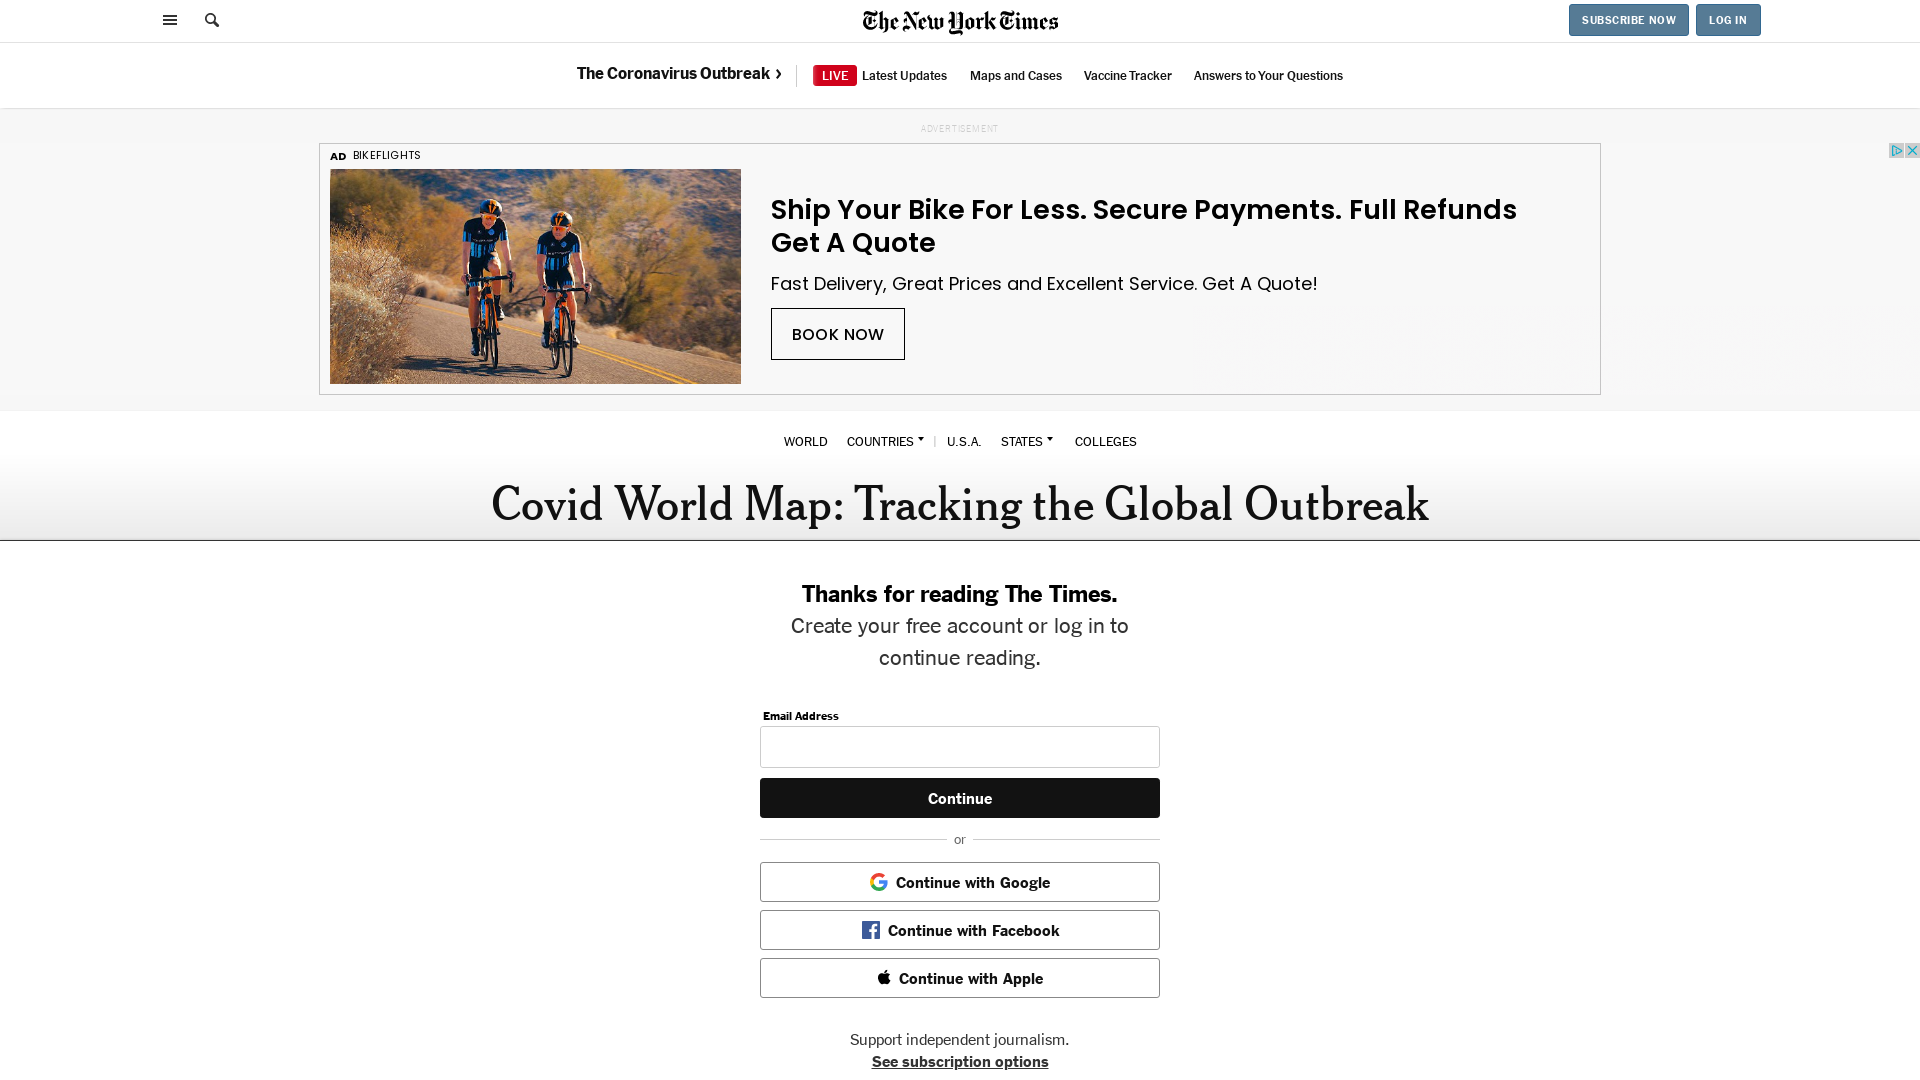 The New York Times
SUBSCRIBE NOW
LOG IN
The Coronavirus Outbreak ›
LIVE Latest Updates
Maps and Cases
Vaccine Tracker
Answers to Your Questions
ADVERTISEMENT
AD BIKEFLIGHTS
Ship Your Bike For Less. Secure Payments. Full Refunds
Get A Quote
Fast Delivery, Great Prices and Excellent Service. Get A Quote!
BOOK NOW
WORLD
COUNTRIES
U.S.A.
STATES
COLLEGES
Covid World Map: Tracking the Global Outbreak
Thanks for reading The Times.
Create your free account or log in to
continue reading.
Email Address
Continue
or
Continue with Google
Continue with Facebook
Continue with Apple
Support independent journalism.
See subscription options